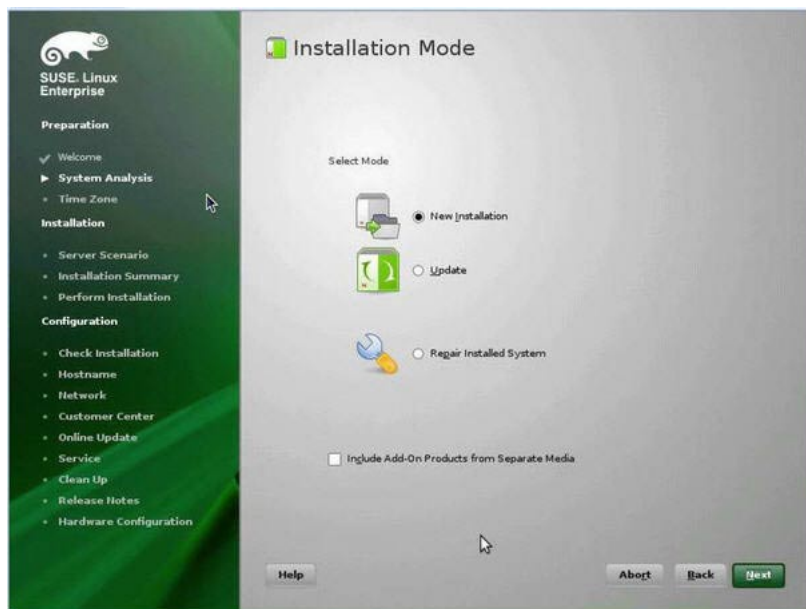 SUSE. Linux
Enterprise
Preparation
Welcome
System Analysis
Time Zone
Installation
Server Scenario
Installation Summary
Perform Installation
Configuration
Check Installation
Hostname
Network
Customer Center
Online Update
Service
Clean Up
Release Notes
Hardware Configuration
Installation Mode
Select Mode
New Installation
Update
Repair Installed System
Include Add-On Products from Separate Media
Help
Abort
Back
Next